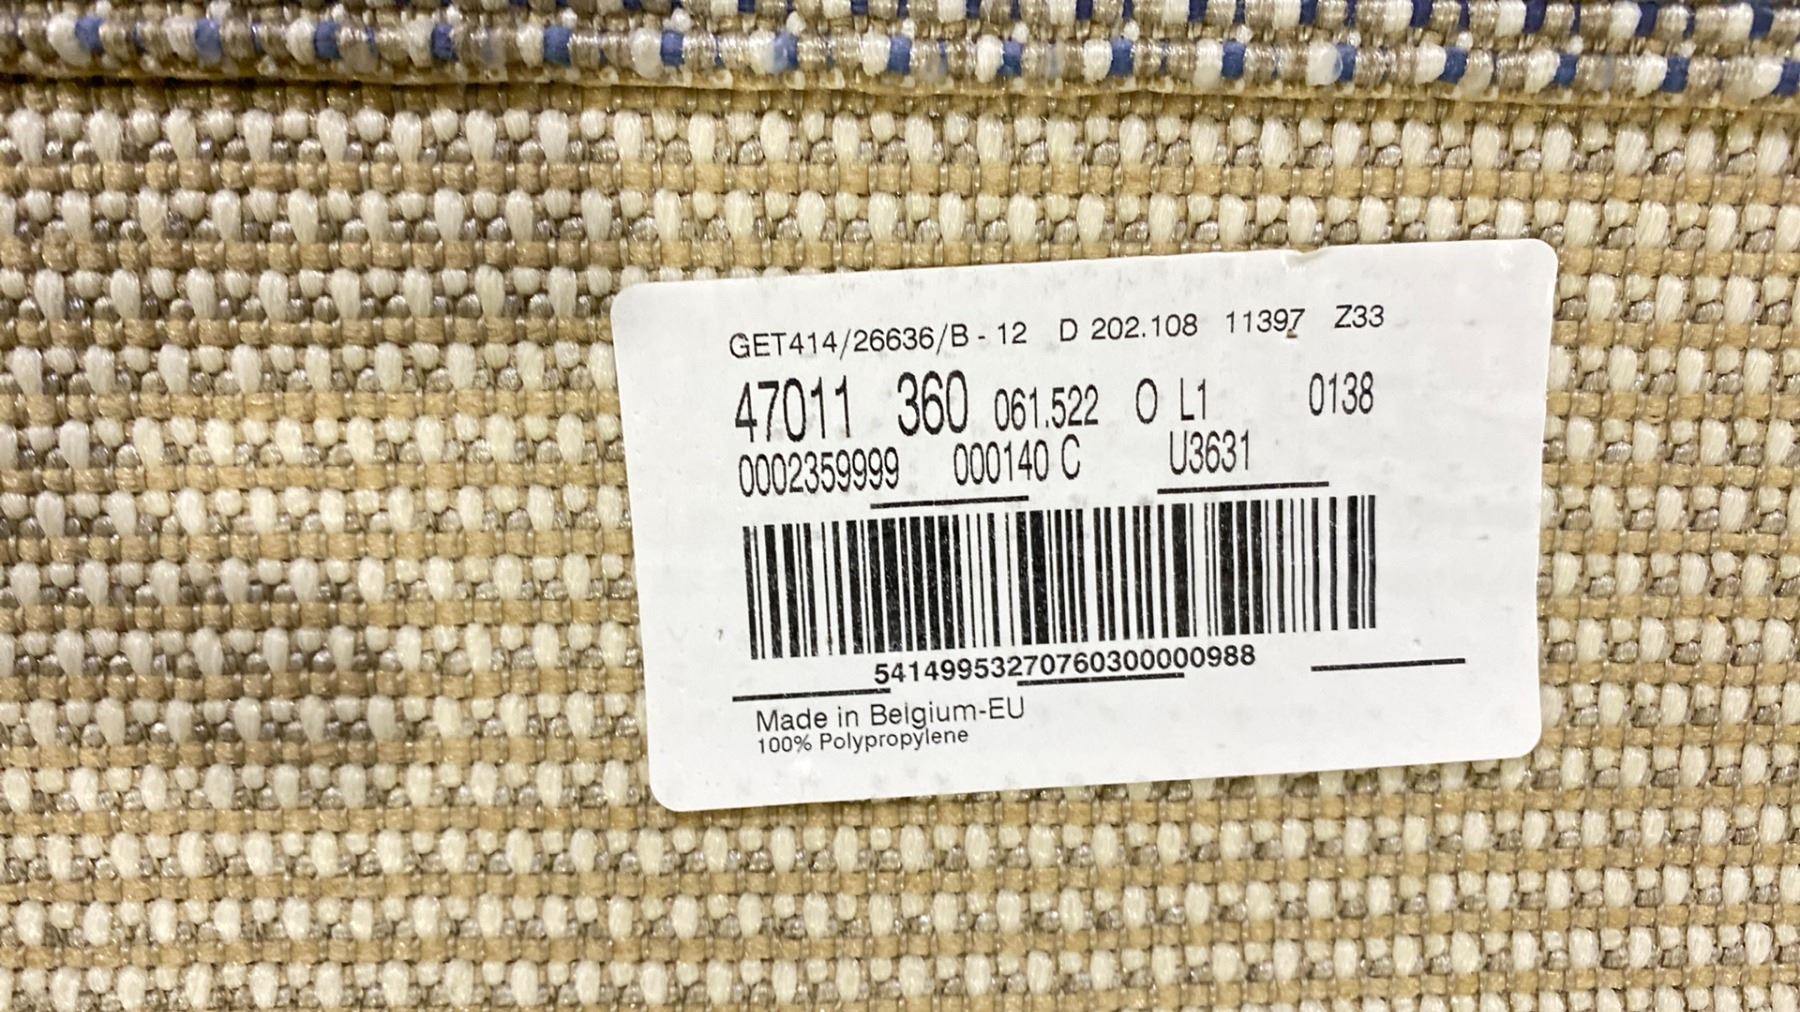 GET414/26636/B - 12 D 202.108 11397 Z33
47011 360 061.522 O L1 0138
0002359999 000140 C U3631
54149953270760300000988
Made in Belgium-EU
100% Polypropylene